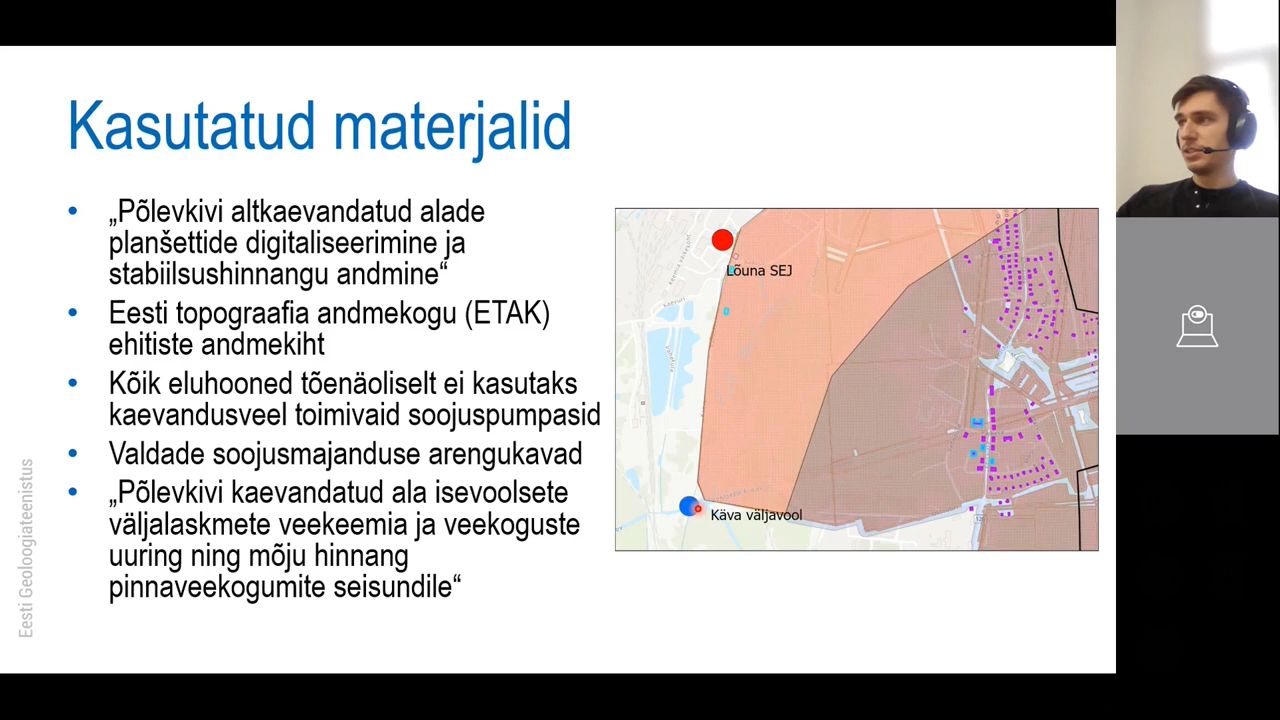 Kasutatud materjalid
• „Põlevkivi altkaevandatud alade
planšettide digitaliseerimine ja
stabiilsushinnangu andmine“
• Eesti topograafia andmekogu (ETAK)
ehitiste andmekiht
• Kõik eluhooned tõenäoliselt ei kasutaks
kaevandusveel toimivaid soojuspumpasid
• Valdade soojusmajanduse arengukavad
• „Põlevkivi kaevandatud ala isevoolsete
väljalaskmete veekeemia ja veekoguste
uuring ning mõju hinnang
pinnaveekogumite seisundile“
Lõuna SEJ
Käva väljavool
Eesti Geoloogiateenistus